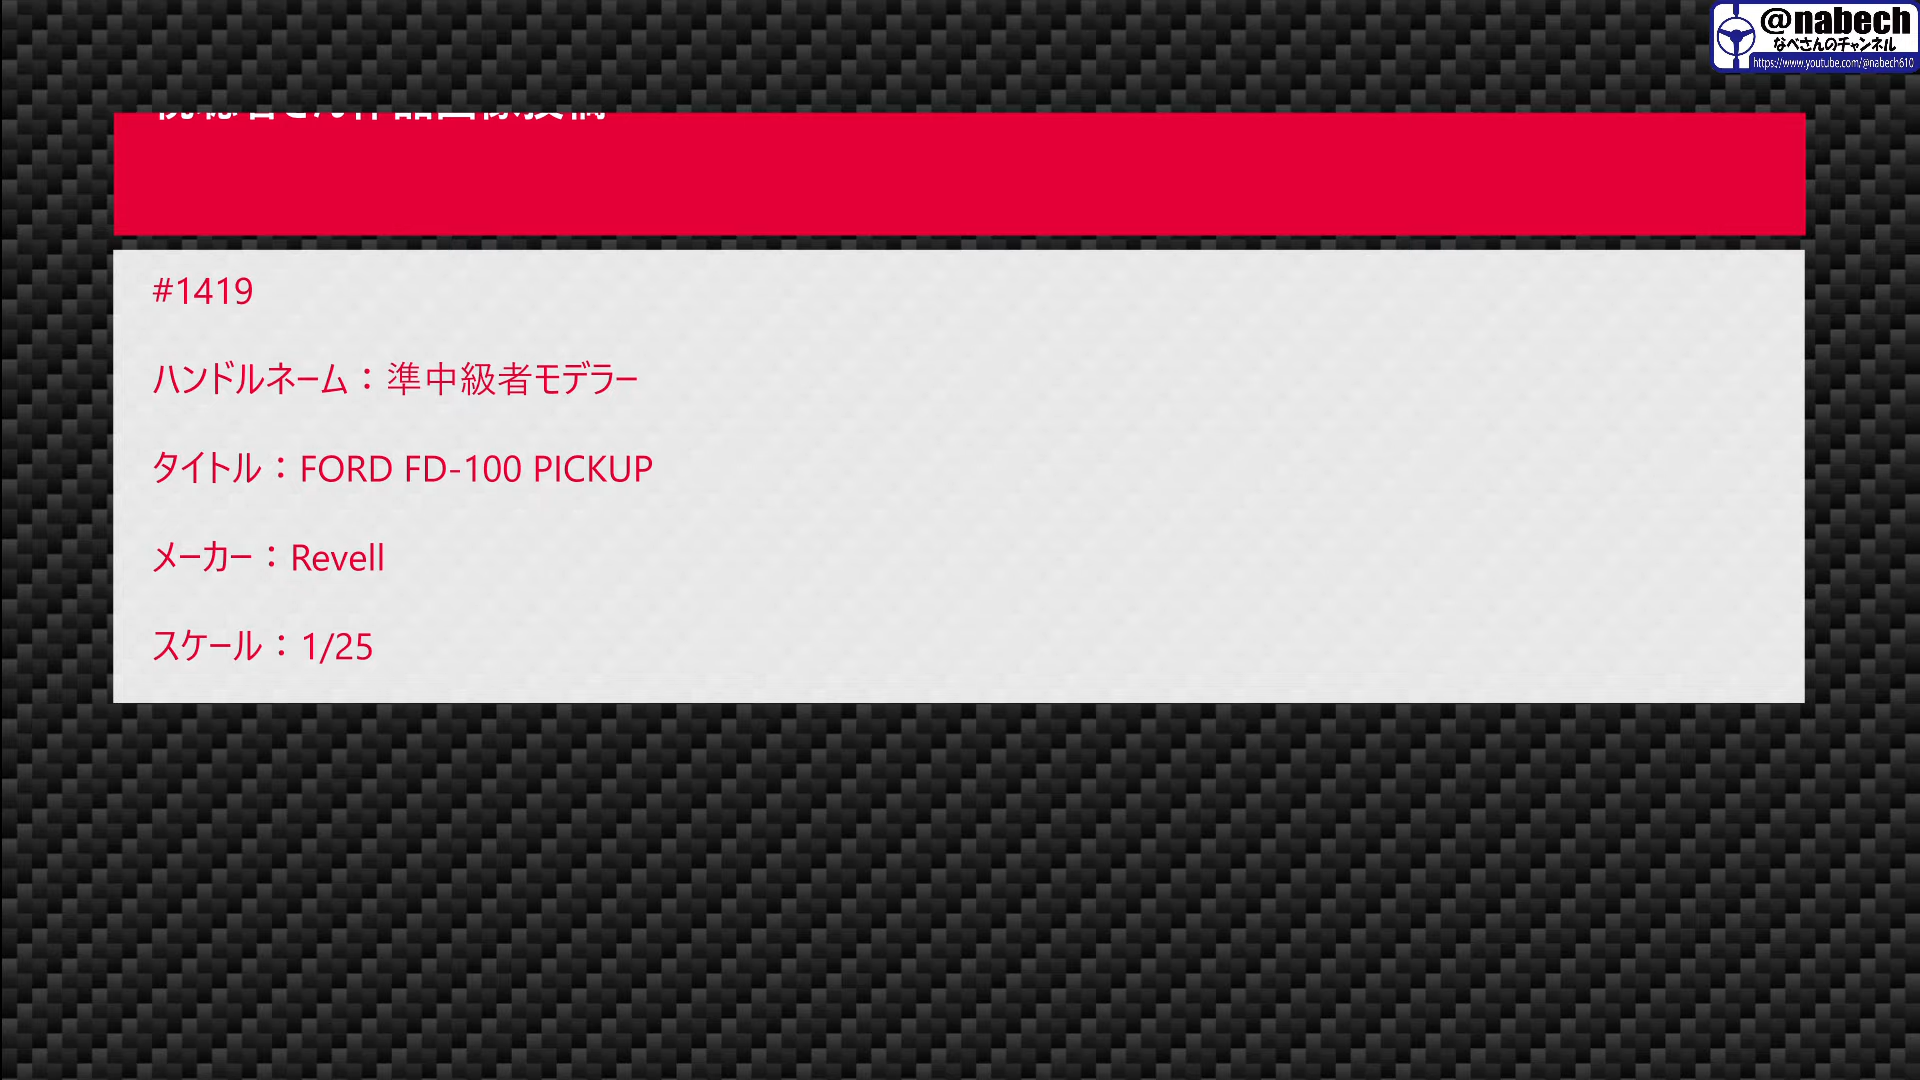 @nabech
なべさんのチャンネル
https://www.youtube.com/@nabech610
#1419
ハンドルネーム：準中級者モデラー
タイトル：FORD FD-100 PICKUP
メーカー：Revell
スケール：1/25